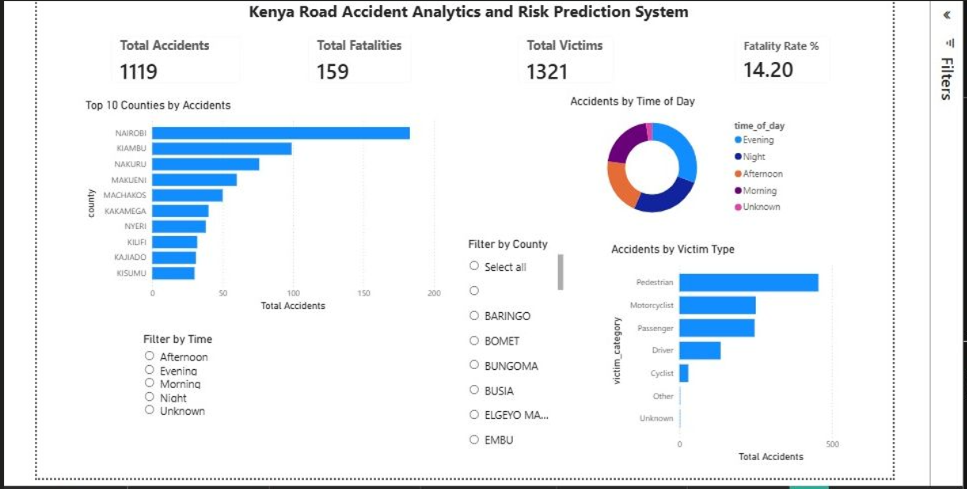 Kenya Road Accident Analytics and Risk Prediction System
Total Accidents
1119
Total Fatalities
159
Total Victims
1321
Fatality Rate %
14.20
Filters
Top 10 Counties by Accidents
county
NAIROBI
KIAMBU
NAKURU
MAKUENI
MACHAKOS
KAKAMEGA
NYERI
KILIFI
KAJIADO
KISUMU
0 50 100 150 200
Total Accidents
Accidents by Time of Day
time_of_day
Evening
Night
Afternoon
Morning
Unknown
Filter by Time
Afternoon
Evening
Morning
Night
Unknown
Filter by County
Select all
BARINGO
BOMET
BUNGOMA
BUSIA
ELGEYO MA...
EMBU
Accidents by Victim Type
victim_category
Pedestrian
Motorcyclist
Passenger
Driver
Cyclist
Other
Unknown
0 500
Total Accidents